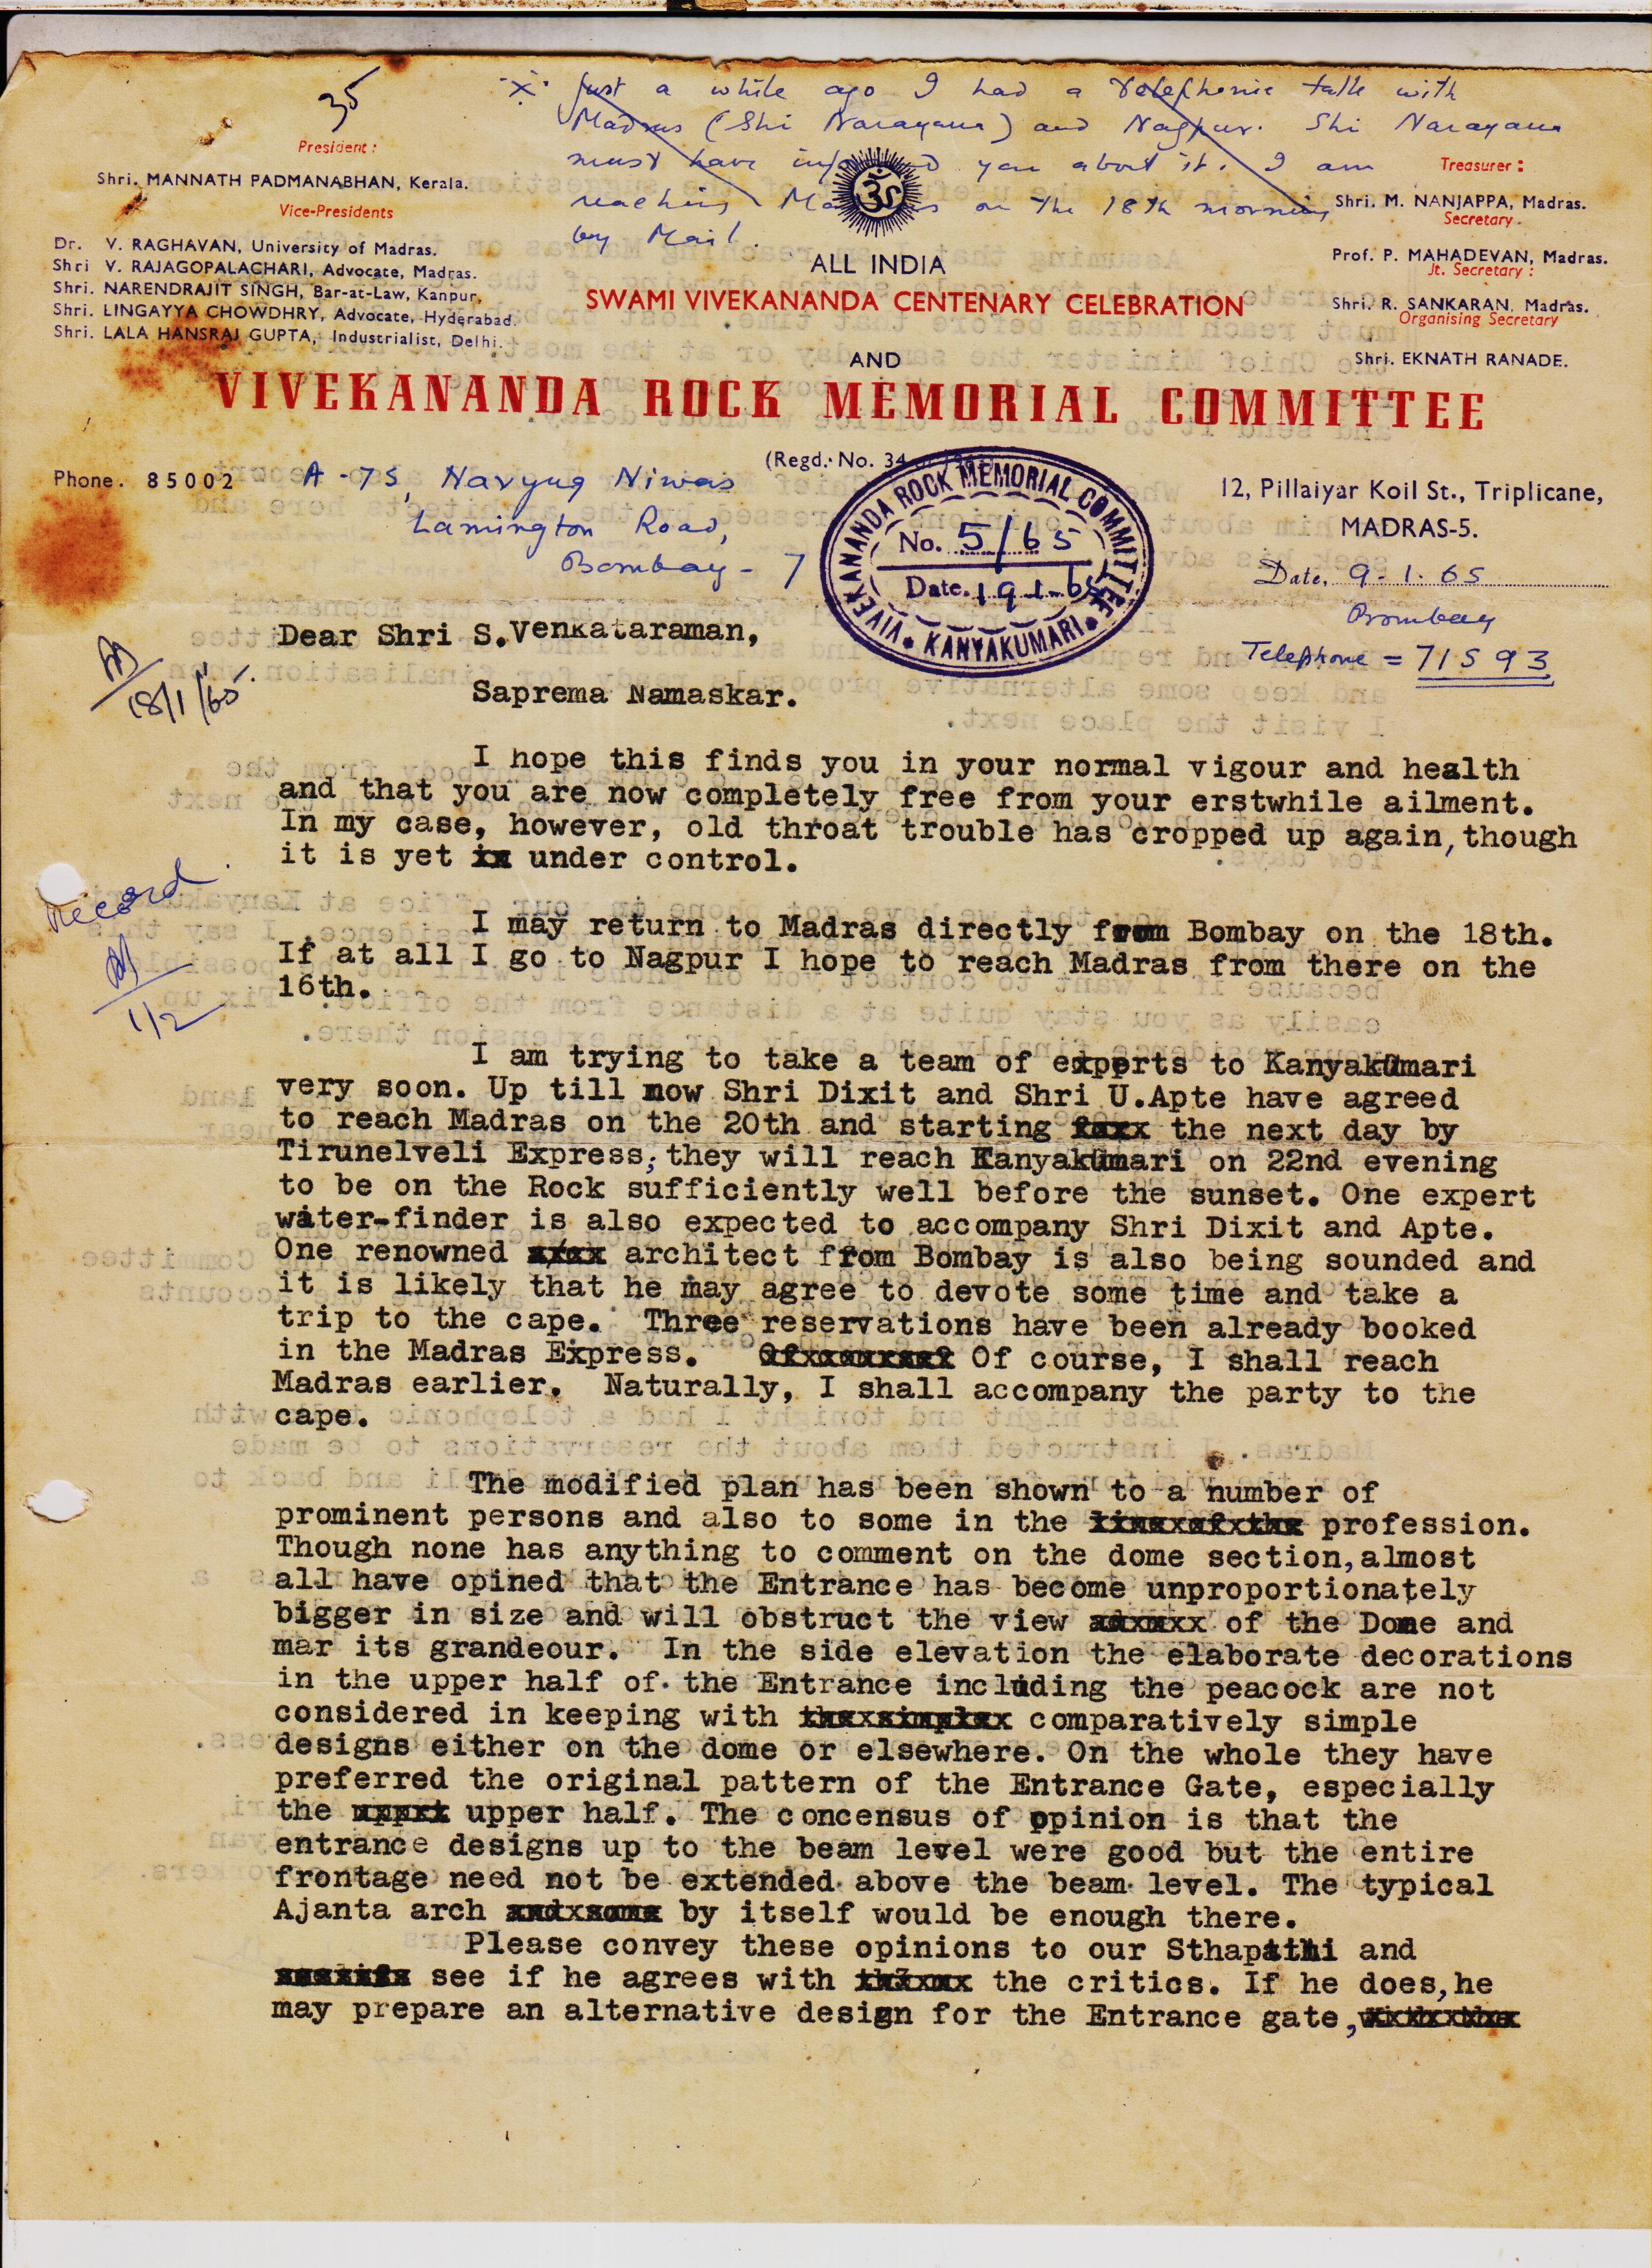 35
·x· Just a while ago I had a Telephonic talk with
Madras (Shri Narayana) and Nagpur. Shri Narayana
must have informed you about it. I am
reaching Madras on the 18th morning
by Mail.
President :
Shri. MANNATH PADMANABHAN, Kerala.
Vice-Presidents
Dr. V. RAGHAVAN, University of Madras.
Shri V. RAJAGOPALACHARI, Advocate, Madras.
Shri. NARENDRAJIT SINGH, Bar-at-Law, Kanpur.
Shri. LINGAYYA CHOWDHRY, Advocate, Hyderabad.
Shri. LALA HANSRAJ GUPTA, Industrialist, Delhi.
Treasurer :
Shri. M. NANJAPPA, Madras.
Secretary.
Prof. P. MAHADEVAN, Madras.
Jt. Secretary :
Shri. R. SANKARAN, Madras.
Organising Secretary
Shri. EKNATH RANADE.
ॐ
ALL INDIA
SWAMI VIVEKANANDA CENTENARY CELEBRATION
AND
VIVEKANANDA ROCK MEMORIAL COMMITTEE
(Regd. No. 34
Phone. 85002
A-75, Navyug Niwas
Lamington Road,
Bombay - 7
VIVEKANANDA ROCK MEMORIAL COMMITTEE
No. 5/65
Date. 19-1-65
• KANYAKUMARI •
12, Pillaiyar Koil St., Triplicane,
MADRAS-5.
Date, 9-1.65
Bombay
Telephone = 71593
Dear Shri S.Venkataraman,
18/1/65
Saprema Namaskar.
I hope this finds you in your normal vigour and health
and that you are now completely free from your erstwhile ailment.
In my case, however, old throat trouble has cropped up again,though
it is yet under control.
Record
1/2
I may return to Madras directly from Bombay on the 18th.
If at all I go to Nagpur I hope to reach Madras from there on the
16th.
I am trying to take a team of experts to Kanyakumari
very soon. Up till now Shri Dixit and Shri U.Apte have agreed
to reach Madras on the 20th and starting the next day by
Tirunelveli Express; they will reach Kanyakumari on 22nd evening
to be on the Rock sufficiently well before the sunset. One expert
water-finder is also expected to accompany Shri Dixit and Apte.
One renowned architect from Bombay is also being sounded and
it is likely that he may agree to devote some time and take a
trip to the cape. Three reservations have been already booked
in the Madras Express. Of course, I shall reach
Madras earlier. Naturally, I shall accompany the party to the
cape.
The modified plan has been shown to a number of
prominent persons and also to some in the profession.
Though none has anything to comment on the dome section,almost
all have opined that the Entrance has become unproportionately
bigger in size and will obstruct the view of the Dome and
mar its grandeour. In the side elevation the elaborate decorations
in the upper half of the Entrance including the peacock are not
considered in keeping with comparatively simple
designs either on the dome or elsewhere. On the whole they have
preferred the original pattern of the Entrance Gate, especially
the upper half. The concensus of opinion is that the
entrance designs up to the beam level were good but the entire
frontage need not be extended above the beam level. The typical
Ajanta arch by itself would be enough there.
Please convey these opinions to our Sthapathi and
see if he agrees with the critics. If he does,he
may prepare an alternative design for the Entrance gate,